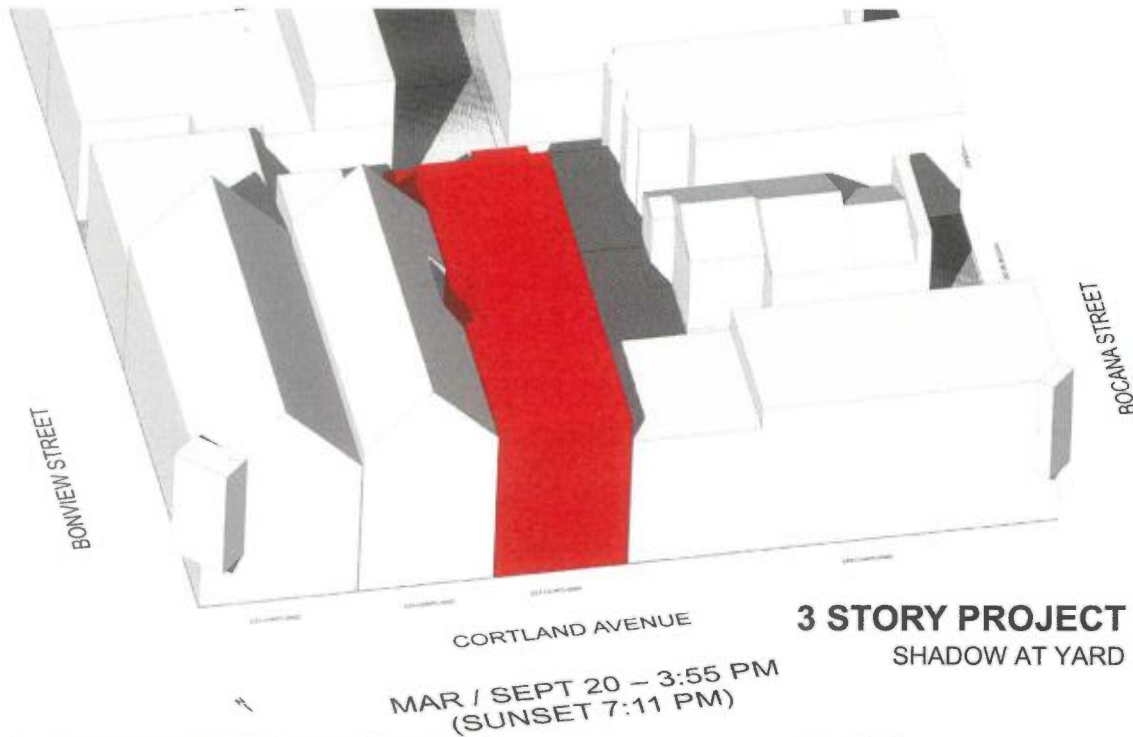 BONVIEW STREET
BOCANA STREET
CORTLAND AVENUE
3 STORY PROJECT
SHADOW AT YARD
MAR / SEPT 20 – 3:55 PM
(SUNSET 7:11 PM)